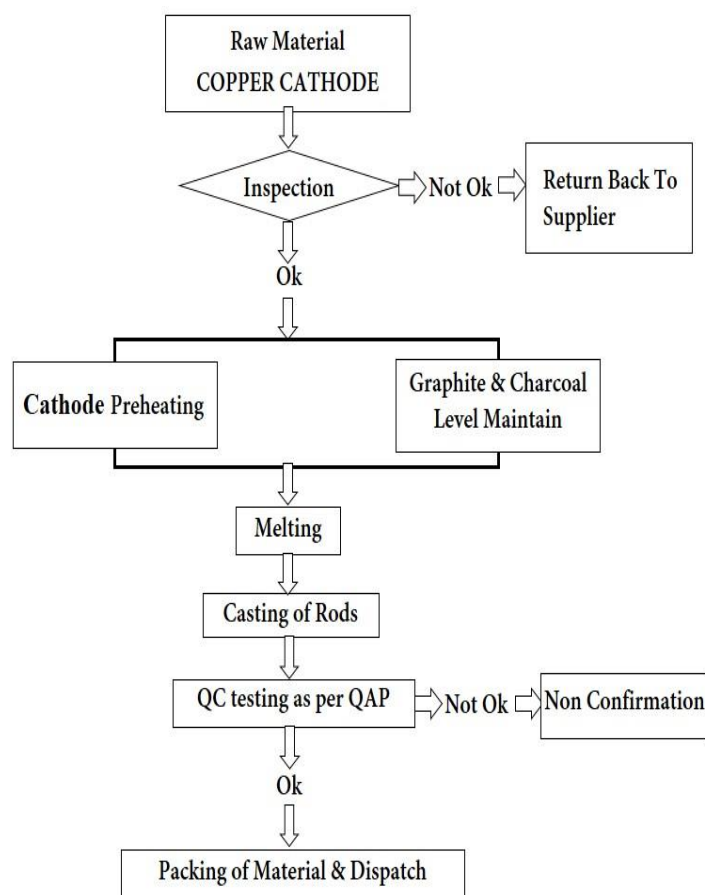 Raw Material
COPPER CATHODE
Inspection
Not Ok
Return Back To
Supplier
Ok
Cathode Preheating
Graphite & Charcoal
Level Maintain
Melting
Casting of Rods
QC testing as per QAP
Not Ok
Non Confirmation
Ok
Packing of Material & Dispatch